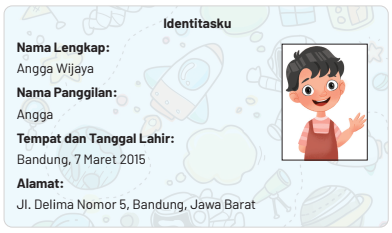 Identitasku
Nama Lengkap:
Angga Wijaya
Nama Panggilan:
Angga
Tempat dan Tanggal Lahir:
Bandung, 7 Maret 2015
Alamat:
Jl. Delima Nomor 5, Bandung, Jawa Barat